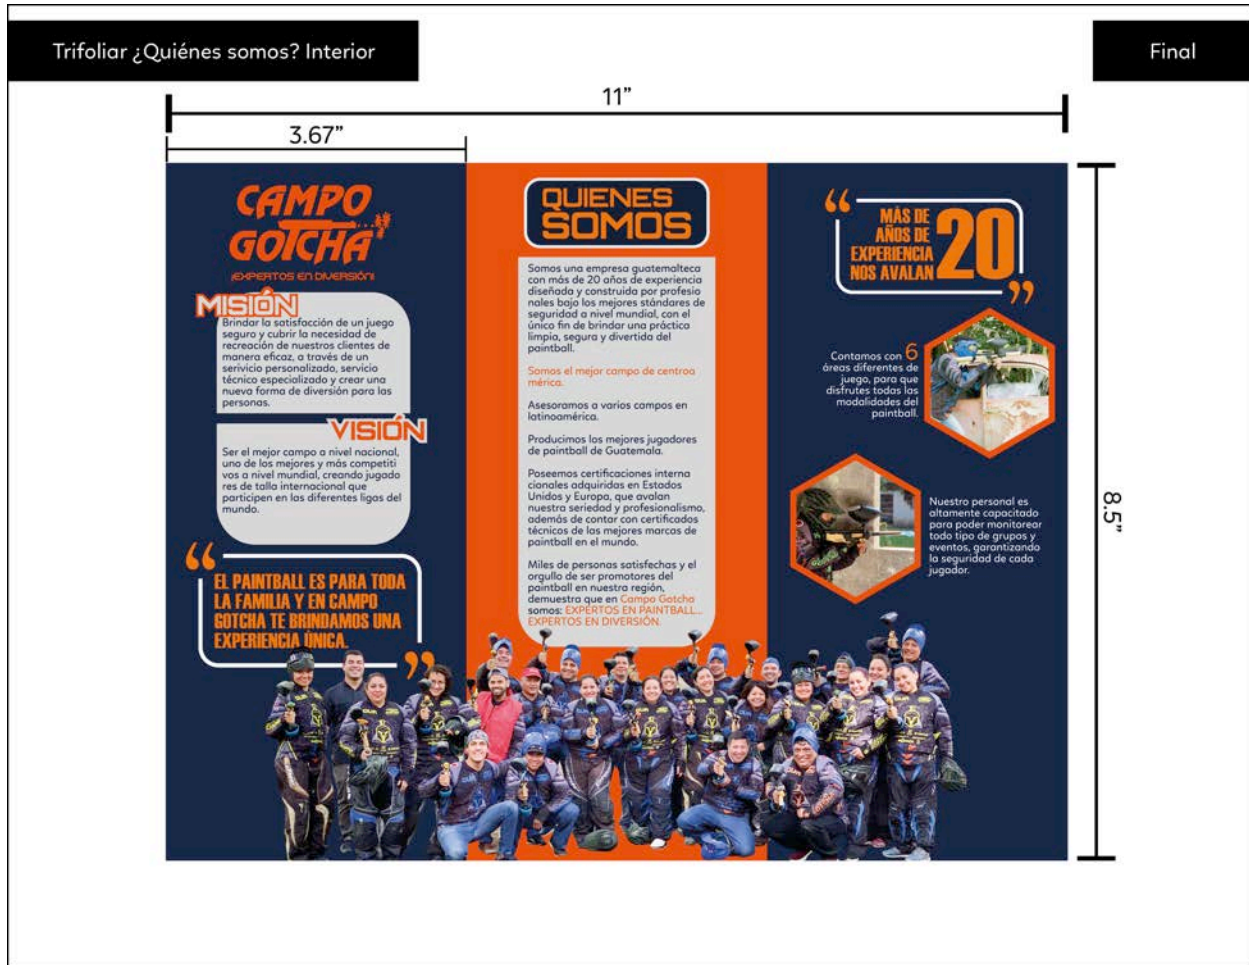 Trifoliar ¿Quiénes somos? Interior
Final
11”
3.67”
8.5”
CAMPO
GOTCHA
¡EXPERTOS EN DIVERSIÓN!
MISIÓN
Brindar la satisfacción de un juego
seguro y cubrir la necesidad de
recreación de nuestros clientes de
manera eficaz, a través de un
serivicio personalizado, servicio
técnico especializado y crear una
nueva forma de diversión para las
personas.
VISIÓN
Ser el mejor campo a nivel nacional,
uno de los mejores y más competiti
vos a nivel mundial, creando jugado
res de talla internacional que
participen en las diferentes ligas del
mundo.
“
EL PAINTBALL ES PARA TODA
LA FAMILIA Y EN CAMPO
GOTCHA TE BRINDAMOS UNA
EXPERIENCIA ÚNICA.
”
QUIENES
SOMOS
Somos una empresa guatemalteca
con más de 20 años de experiencia
diseñada y construida por profesio
nales bajo los mejores stándares de
seguridad a nivel mundial, con el
único fin de brindar una práctica
limpia, segura y divertida del
paintball.
Somos el mejor campo de centroa
mérica.
Asesoramos a varios campos en
latinoamérica.
Producimos los mejores jugadores
de paintball de Guatemala.
Poseemos certificaciones interna
cionales adquiridas en Estados
Unidos y Europa, que avalan
nuestra seriedad y profesionalismo,
además de contar con certificados
técnicos de las mejores marcas de
paintball en el mundo.
Miles de personas satisfechas y el
orgullo de ser promotores del
paintball en nuestra región,
demuestra que en Campo Gotcha
somos: EXPERTOS EN PAINTBALL...
EXPERTOS EN DIVERSIÓN.
“
MÁS DE 20
AÑOS DE
EXPERIENCIA
NOS AVALAN
”
Contamos con 6
áreas diferentes de
juego, para que
disfrutes todas las
modalidades del
paintball.
Nuestro personal es
altamente capacitado
para poder monitorear
todo tipo de grupos y
eventos, garantizando
la seguridad de cada
jugador.